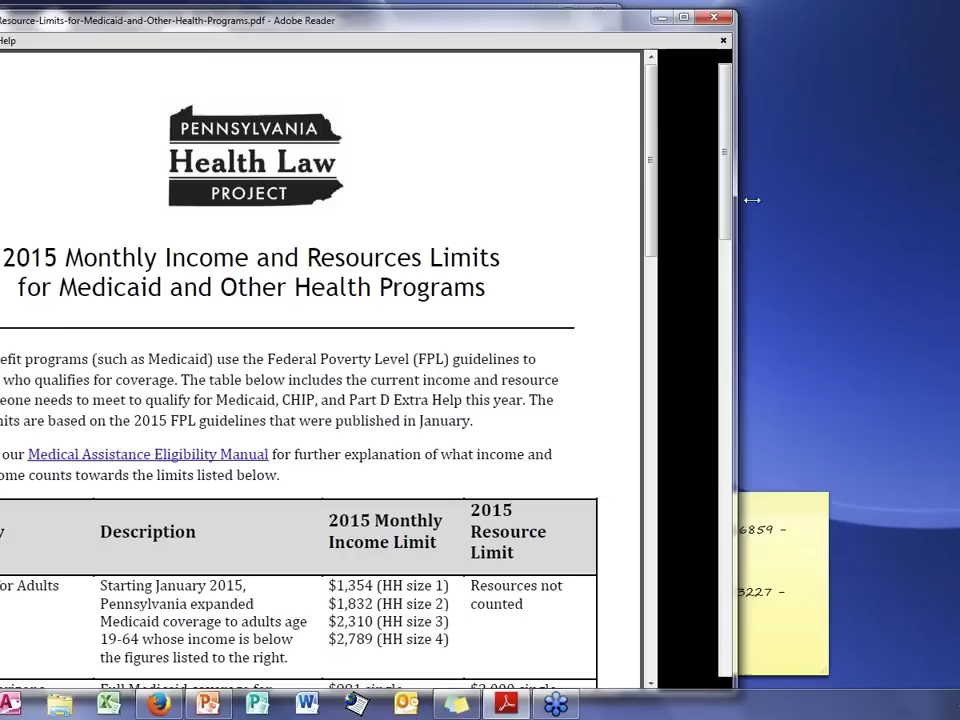 Resource-Limits-for-Medicaid-and-Other-Health-Programs.pdf - Adobe Reader
Help
PENNSYLVANIA
Health Law
PROJECT
2015 Monthly Income and Resources Limits
for Medicaid and Other Health Programs
efit programs (such as Medicaid) use the Federal Poverty Level (FPL) guidelines to
who qualifies for coverage. The table below includes the current income and resource
eone needs to meet to qualify for Medicaid, CHIP, and Part D Extra Help this year. The
nits are based on the 2015 FPL guidelines that were published in January.
our Medical Assistance Eligibility Manual for further explanation of what income and
ome counts towards the limits listed below.
y Description 2015 Monthly Income Limit 2015 Resource Limit
or Adults Starting January 2015, $1,354 (HH size 1) Resources not
Pennsylvania expanded $1,832 (HH size 2) counted
Medicaid coverage to adults age $2,310 (HH size 3)
19-64 whose income is below $2,789 (HH size 4)
the figures listed to the right.
6859 -
3227 -